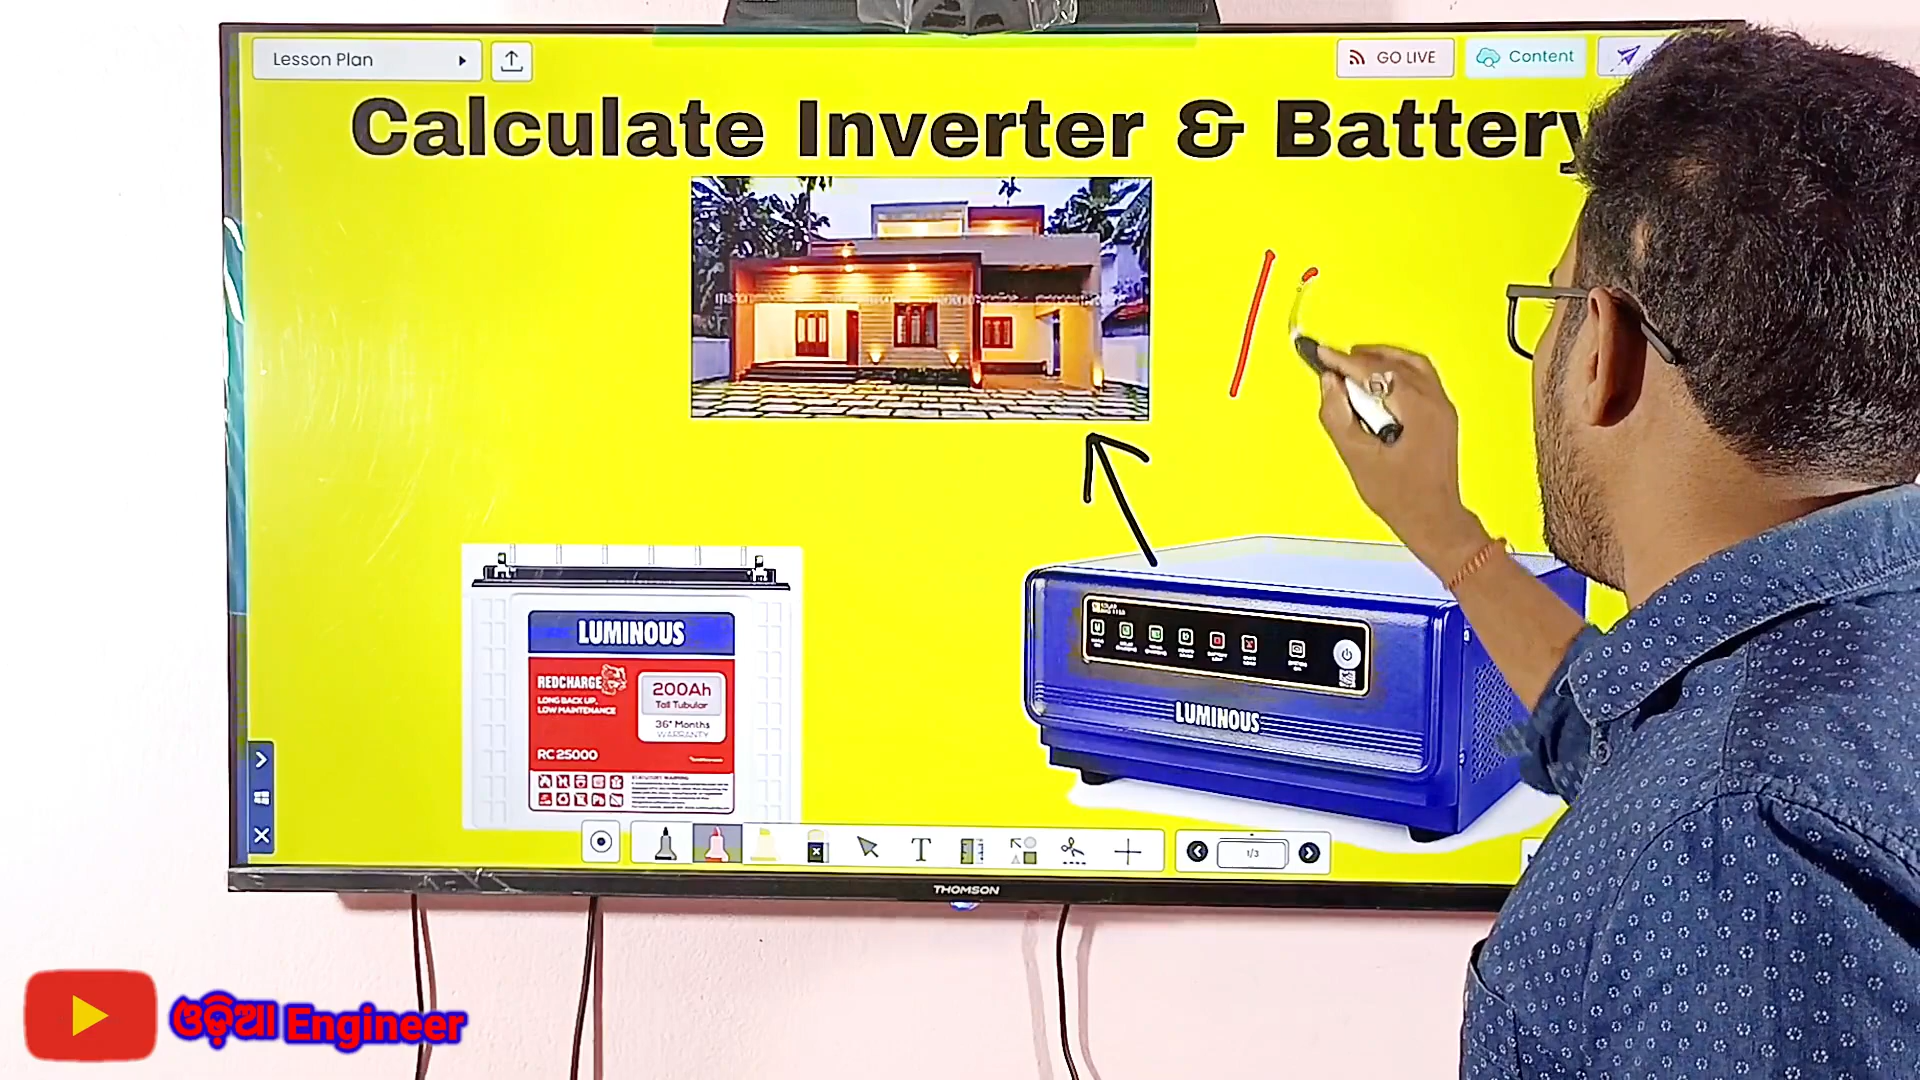 Lesson Plan
GO LIVE
Content
Calculate Inverter & Battery
LUMINOUS
REDCHARGE
LONG BACK UP,
LOW MAINTENANCE
200Ah
Tall Tubular
36* Months
WARRANTY
RC 25000
LUMINOUS
T
1/3
THOMSON
ଓଡ଼ିଆ Engineer